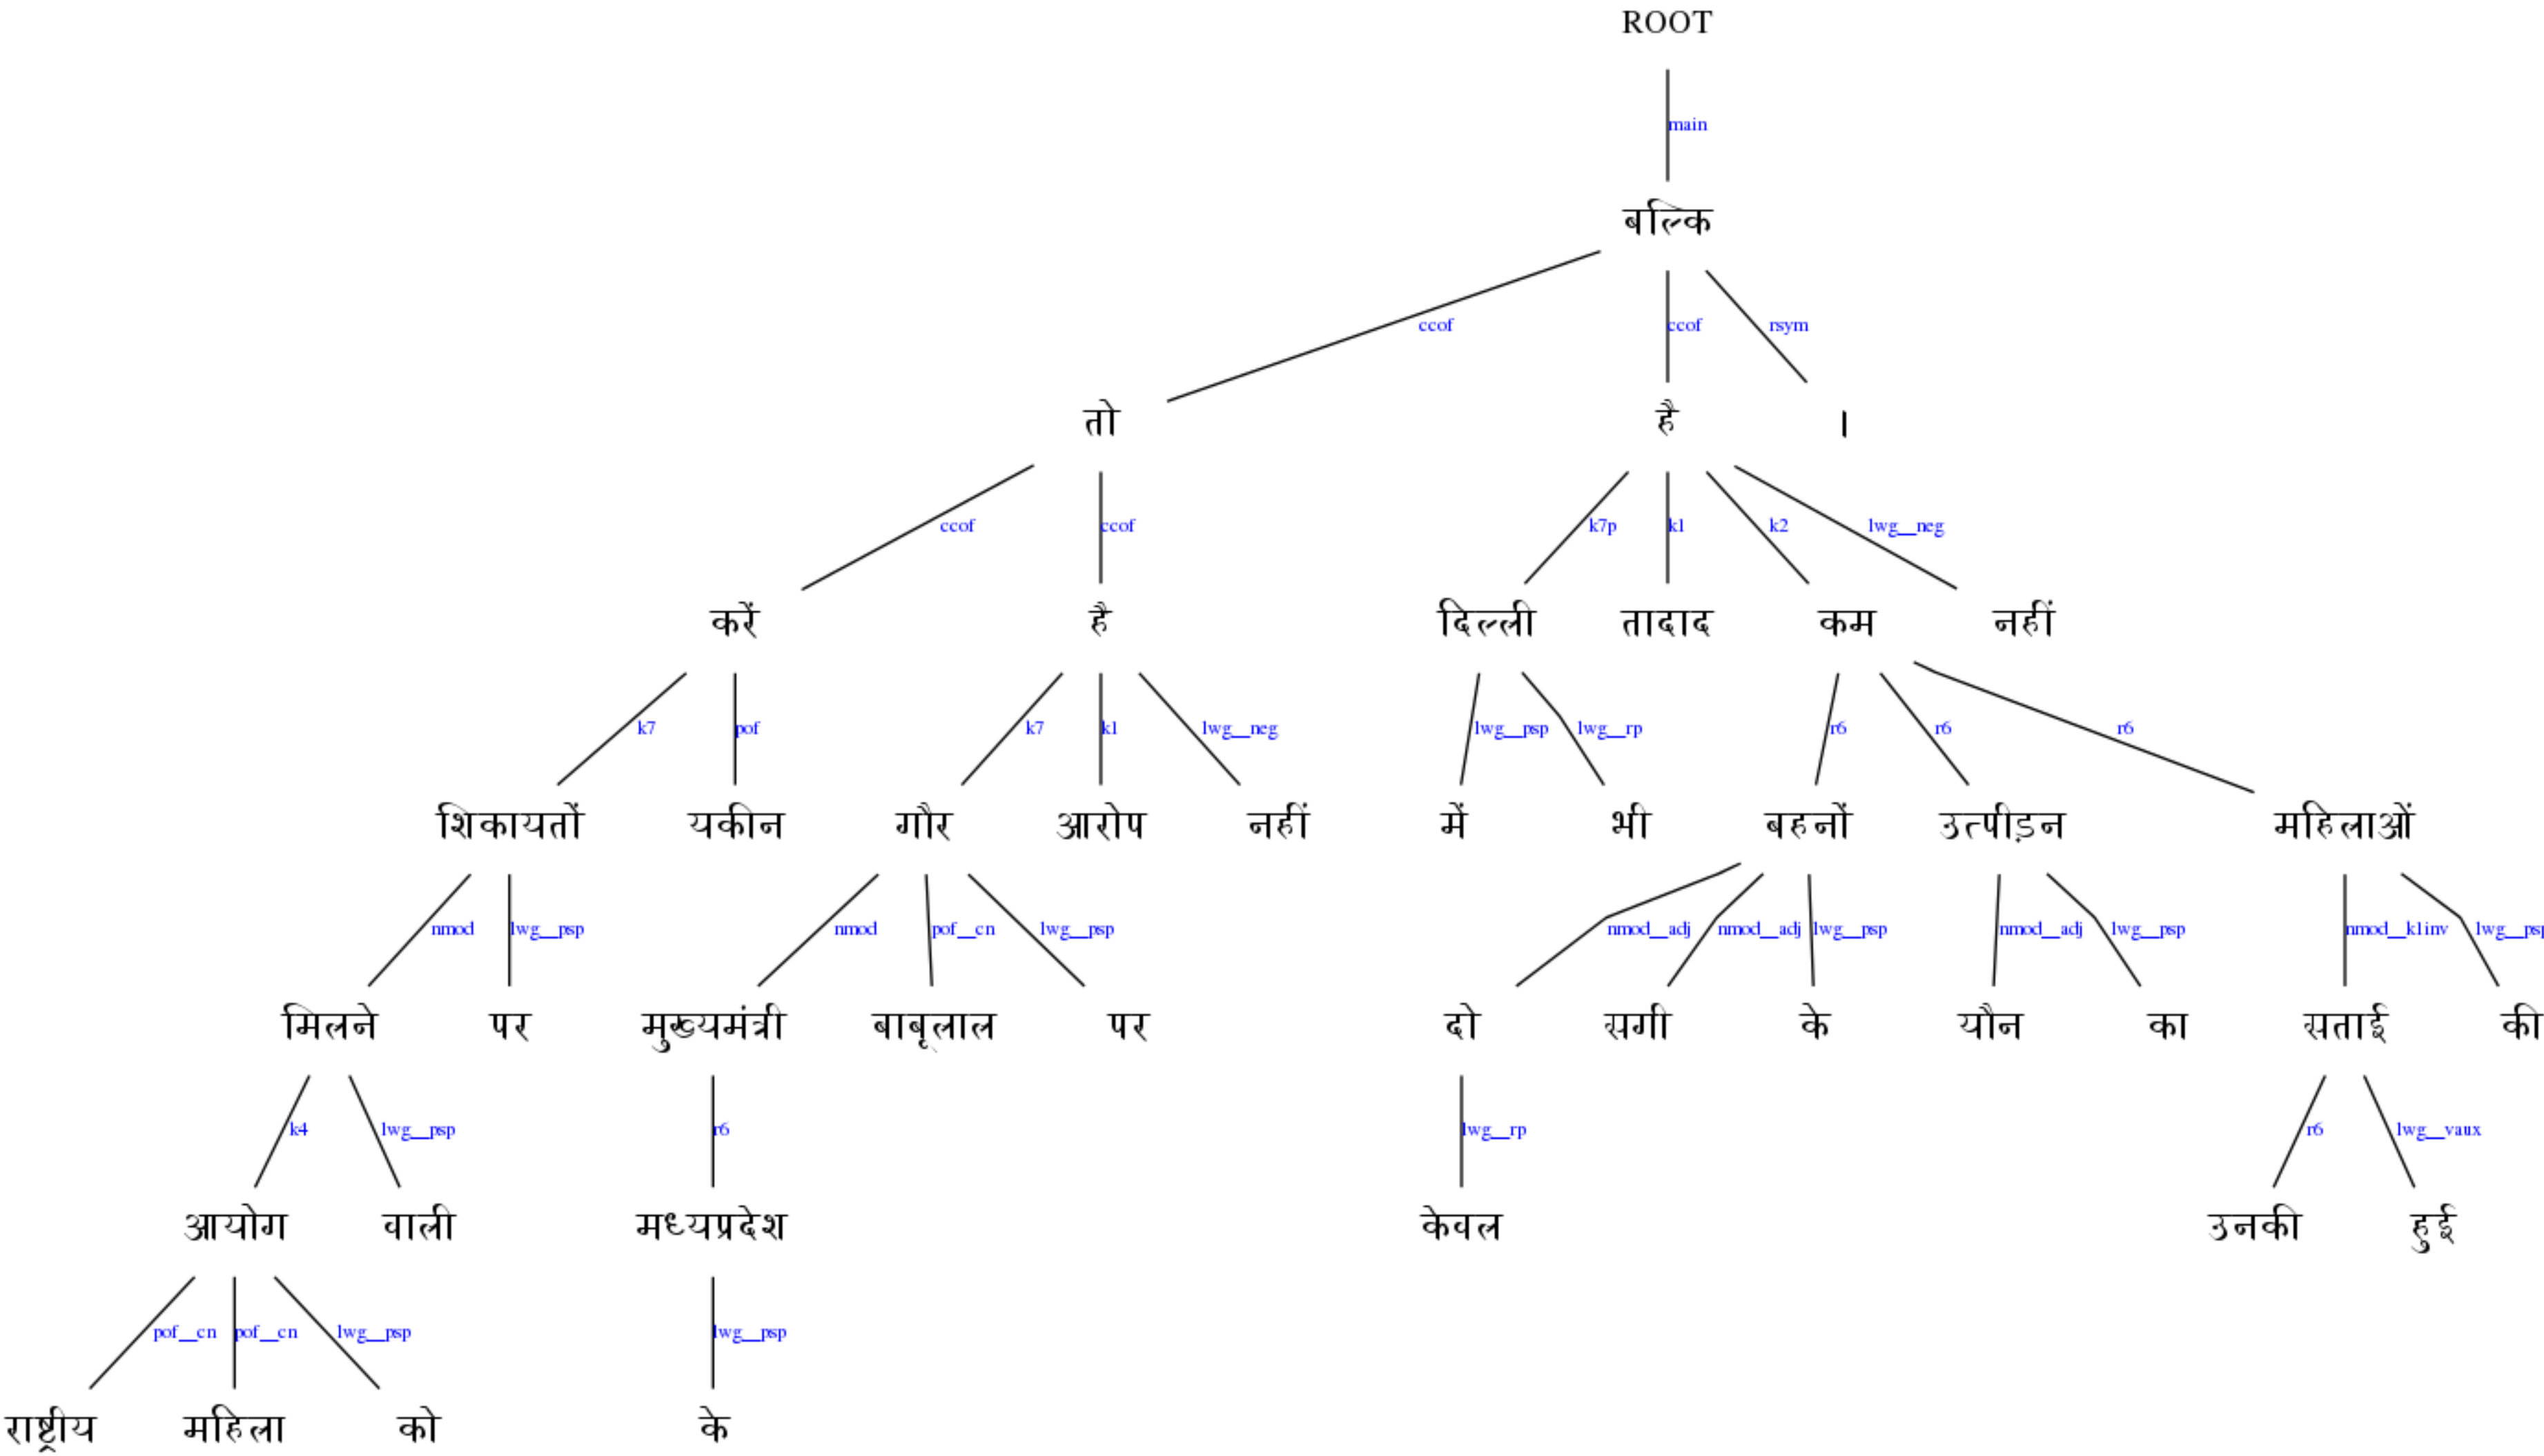 ROOT
main
बल्कि
ccof ccof rsym
तो है ।
ccof ccof k7p k1 k2 lwg__neg
करें है दिल्ली तादाद कम नहीं
k7 pof k7 k1 lwg__neg lwg__psp lwg__rp r6 r6 r6
शिकायतों यकीन गौर आरोप नहीं में भी बहनों उत्पीड़न महिलाओं
nmod lwg__psp nmod pof__cn lwg__psp nmod__adj nmod__adj lwg__psp nmod__adj lwg__psp nmod__k1inv lwg__psp
मिलने पर मुख्यमंत्री बाबूलाल पर दो सगी के यौन का सताई की
k4 lwg__psp r6 lwg__rp r6 lwg__vaux
आयोग वाली मध्यप्रदेश केवल उनकी हुई
pof__cn pof__cn lwg__psp lwg__psp
राष्ट्रीय महिला को के